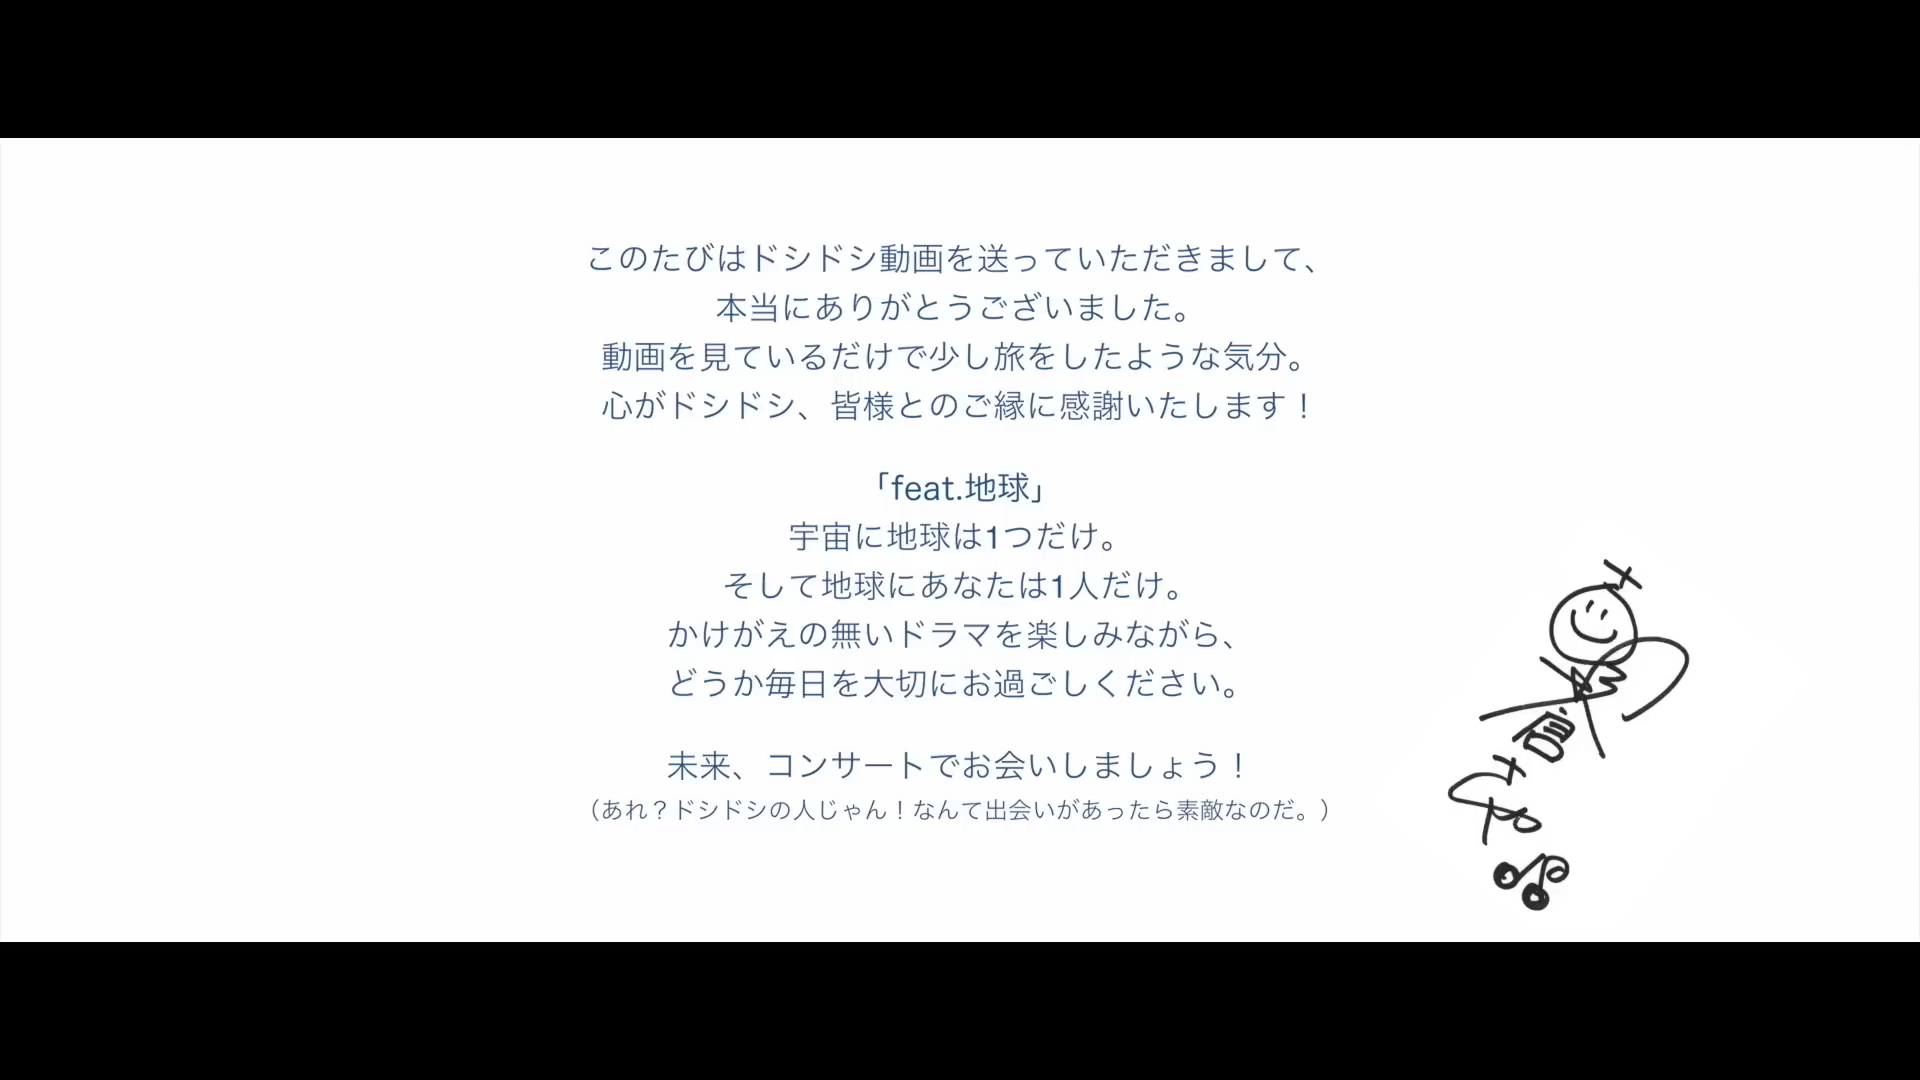 このたびはドシドシ動画を送っていただきまして、
本当にありがとうございました。
動画を見ているだけで少し旅をしたような気分。
心がドシドシ、皆様とのご縁に感謝いたします！
「feat.地球」
宇宙に地球は1つだけ。
そして地球にあなたは1人だけ。
かけがえの無いドラマを楽しみながら、
どうか毎日を大切にお過ごしください。
未来、コンサートでお会いしましょう！
（あれ？ドシドシの人じゃん！なんて出会いがあったら素敵なのだ。）